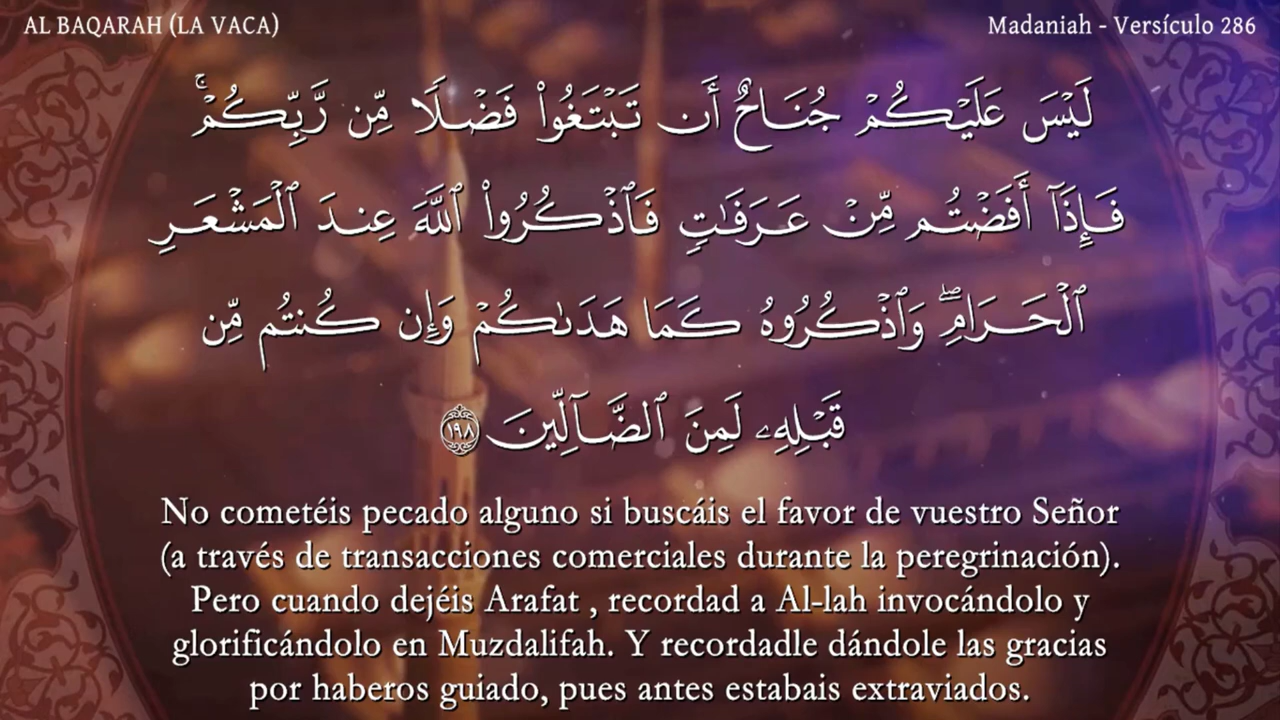 AL BAQARAH (LA VACA)
Madaniah - Versículo 286
لَيْسَ عَلَيْكُمْ جُنَاحٌ أَن تَبْتَغُوا۟ فَضْلًا مِّن رَّبِّكُمْ ۚ
فَإِذَآ أَفَضْتُم مِّنْ عَرَفَٰتٍ فَٱذْكُرُوا۟ ٱللَّهَ عِندَ ٱلْمَشْعَرِ
ٱلْحَرَامِ ۖ وَٱذْكُرُوهُ كَمَا هَدَىٰكُمْ وَإِن كُنتُم مِّن
قَبْلِهِۦ لَمِنَ ٱلضَّآلِّينَ ١٩٨
No cometéis pecado alguno si buscáis el favor de vuestro Señor
(a través de transacciones comerciales durante la peregrinación).
Pero cuando dejéis Arafat , recordad a Al-lah invocándolo y
glorificándolo en Muzdalifah. Y recordadle dándole las gracias
por haberos guiado, pues antes estabais extraviados.